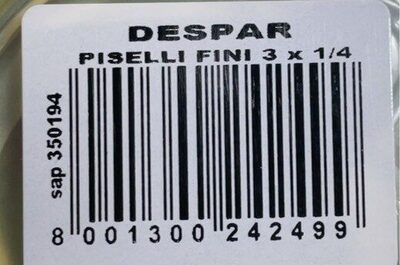 DESPAR
PISELLI FINI 3 x 1/4
sap 350194
8 001300 242499